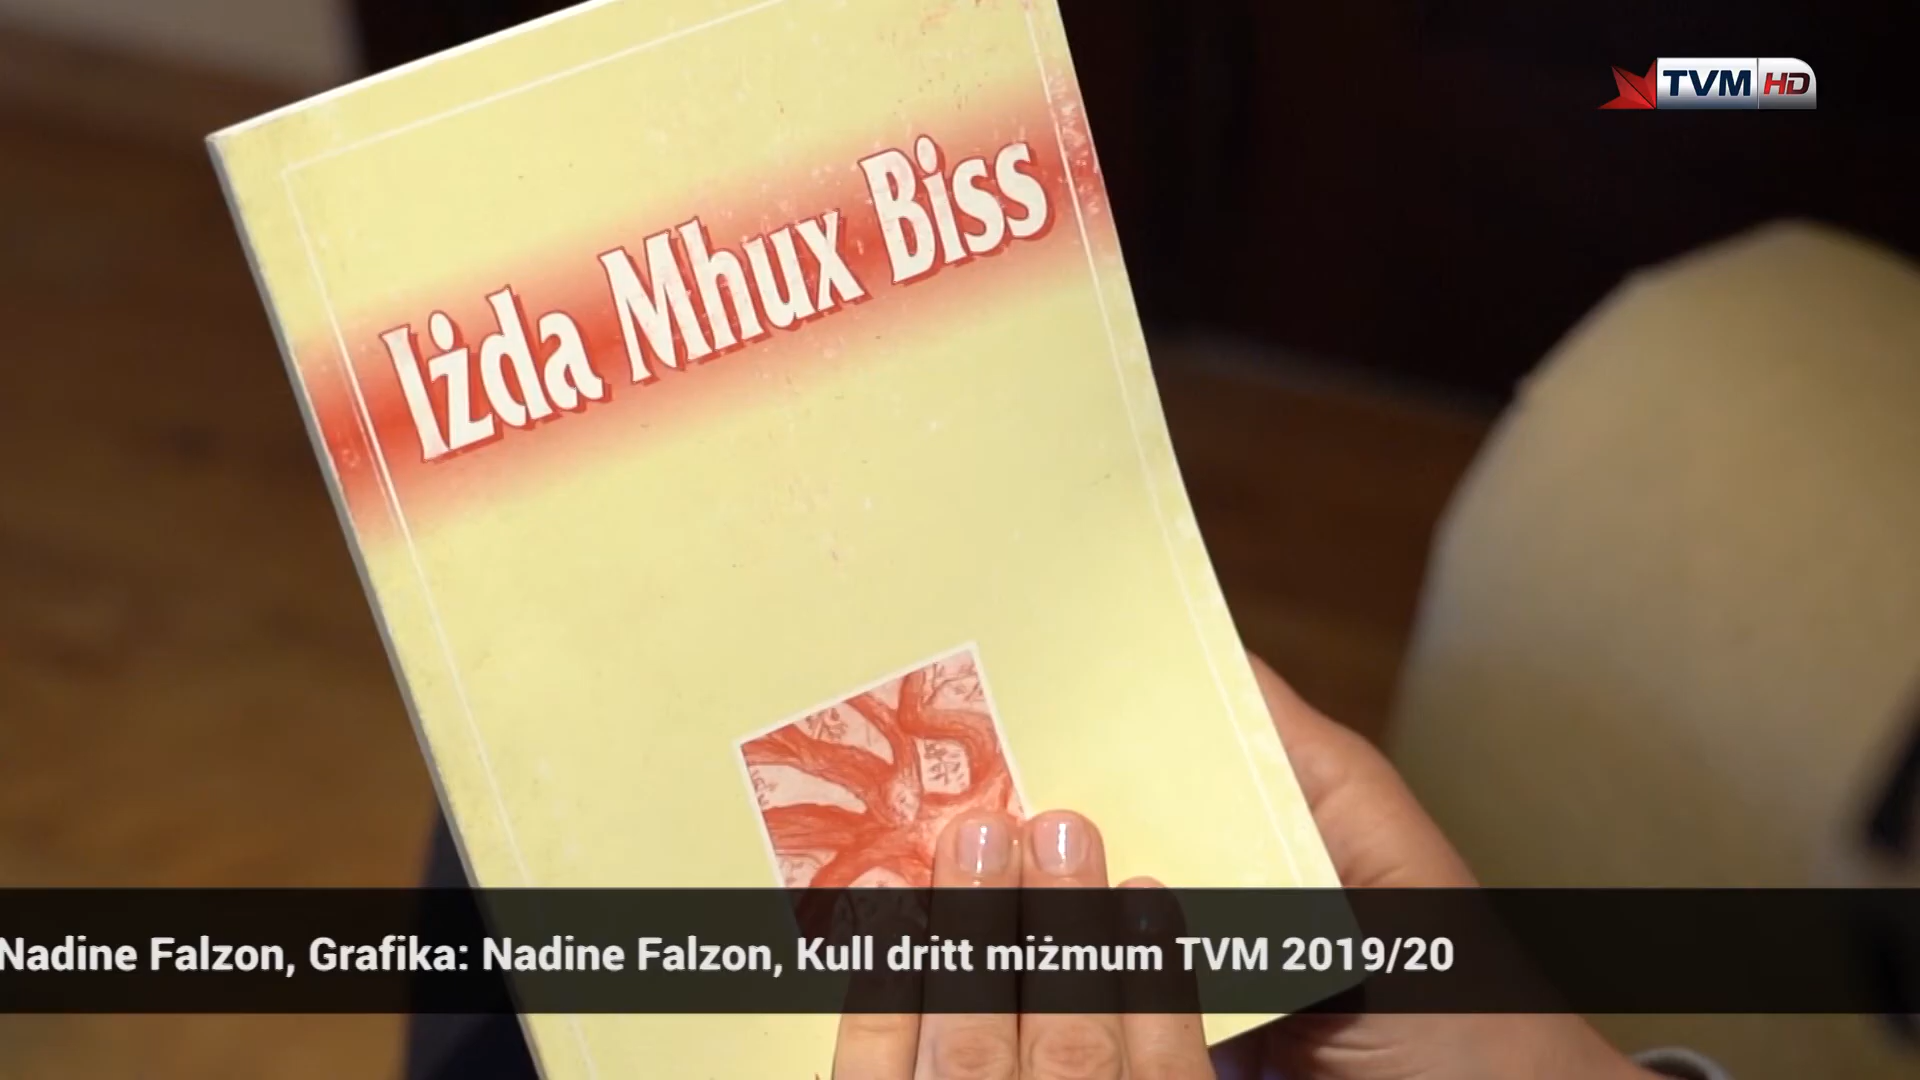 TVM HD
Iżda Mhux Biss
Nadine Falzon, Grafika: Nadine Falzon, Kull dritt miżmum TVM 2019/20